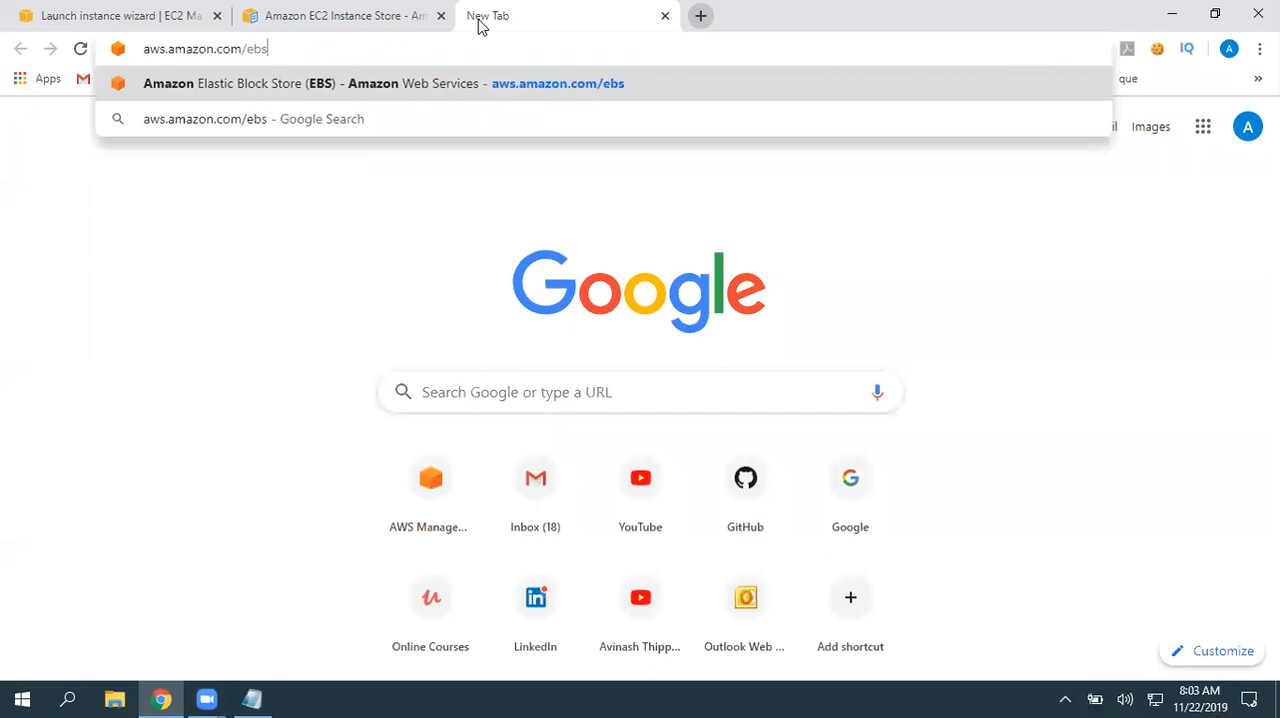 Launch instance wizard | EC2 Ma
Amazon EC2 Instance Store - Am
New Tab
aws.amazon.com/ebs
IQ
A
Apps
que
»
Amazon Elastic Block Store (EBS) - Amazon Web Services - aws.amazon.com/ebs
aws.amazon.com/ebs - Google Search
il
Images
A
Google
Search Google or type a URL
AWS Manage...
Inbox (18)
YouTube
GitHub
Google
Online Courses
LinkedIn
Avinash Thipp...
Outlook Web ...
Add shortcut
Customize
8:03 AM
11/22/2019